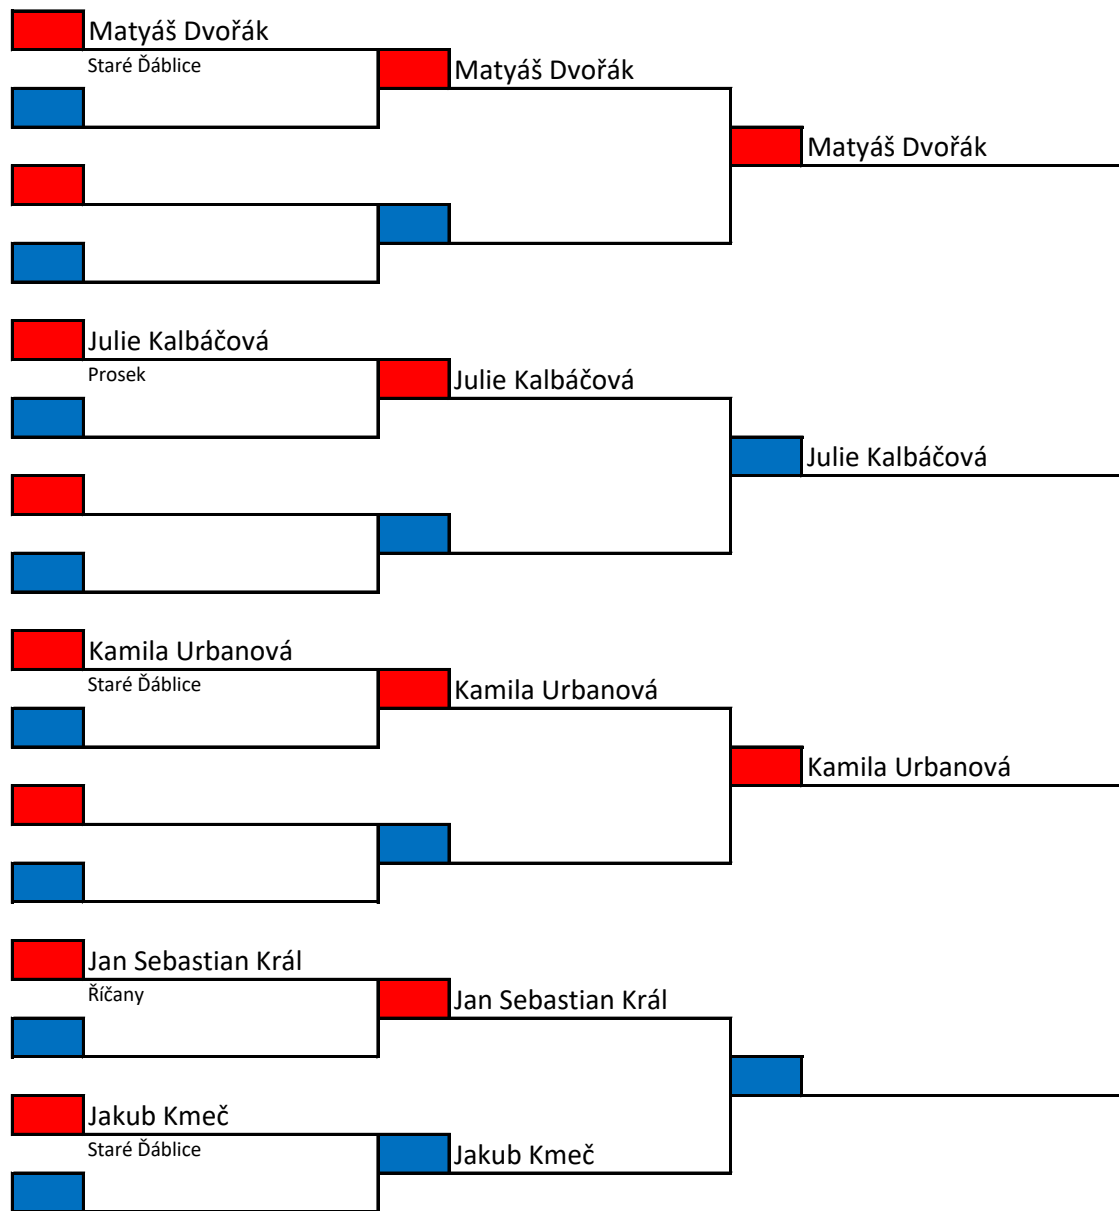 Matyáš Dvořák
Staré Ďáblice
Matyáš Dvořák
Matyáš Dvořák
Julie Kalbáčová
Prosek
Julie Kalbáčová
Julie Kalbáčová
Kamila Urbanová
Staré Ďáblice
Kamila Urbanová
Kamila Urbanová
Jan Sebastian Král
Říčany
Jan Sebastian Král
Jakub Kmeč
Staré Ďáblice
Jakub Kmeč